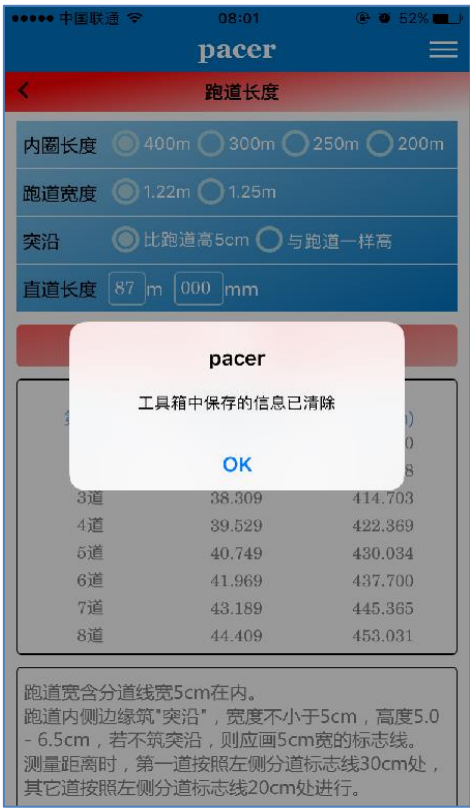 中国联通 08:01 52%
pacer
跑道长度
内圈长度 400m 300m 250m 200m
跑道宽度 1.22m 1.25m
突沿 比跑道高5cm 与跑道一样高
直道长度 87 m 000 mm
pacer
工具箱中保存的信息已清除
OK
3道 38.309 414.703
4道 39.529 422.369
5道 40.749 430.034
6道 41.969 437.700
7道 43.189 445.365
8道 44.409 453.031
跑道宽含分道线宽5cm在内。
跑道内侧边缘筑"突沿"，宽度不小于5cm，高度5.0
- 6.5cm，若不筑突沿，则应画5cm宽的标志线。
测量距离时，第一道按照左侧分道标志线30cm处，
其它道按照左侧分道标志线20cm处进行。